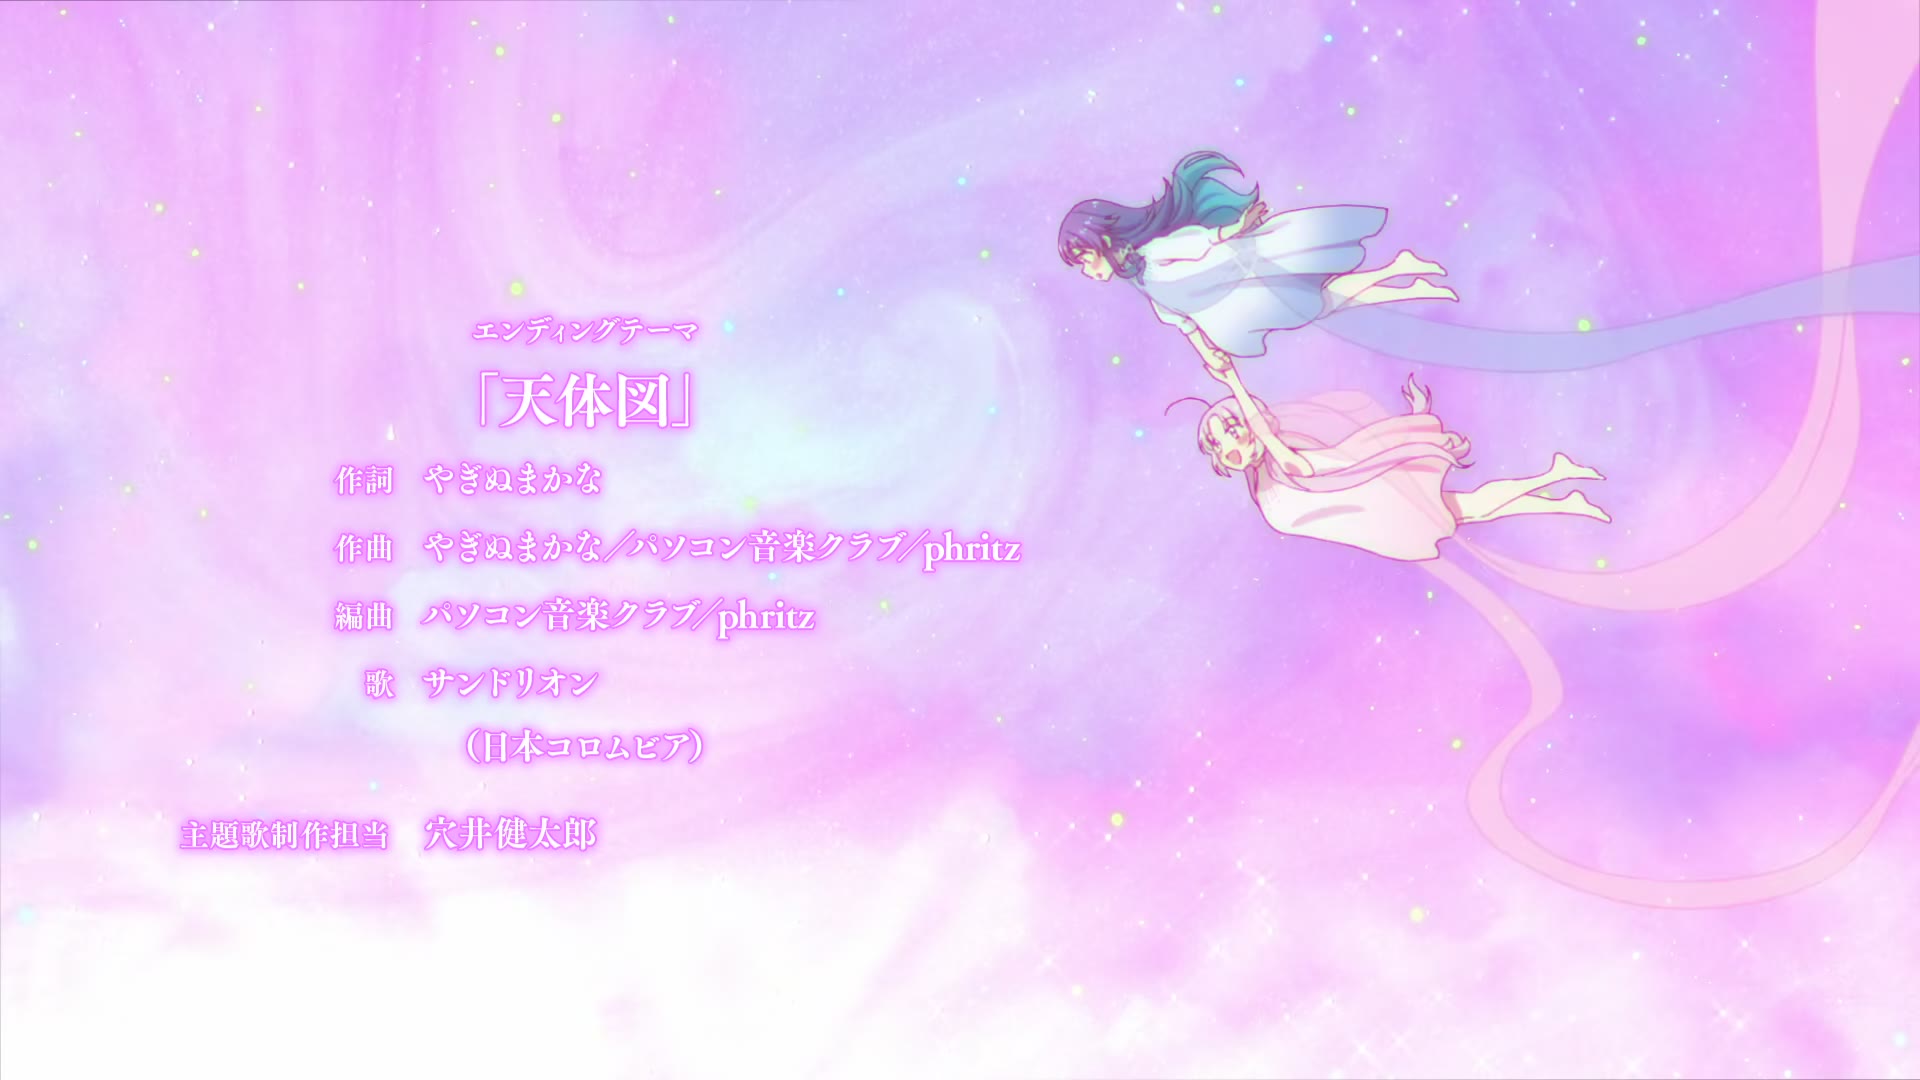 エンディングテーマ
「天体図」
作詞 やぎぬまかな
作曲 やぎぬまかな／パソコン音楽クラブ／phritz
編曲 パソコン音楽クラブ／phritz
歌 サンドリオン
（日本コロムビア）
主題歌制作担当 穴井健太郎